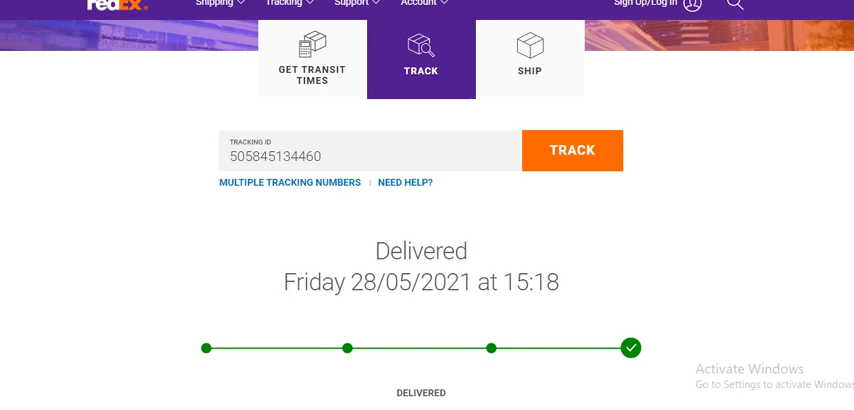 FedEx®
Shipping Tracking Support Account Sign Up/Log In
GET TRANSIT
TIMES
TRACK
SHIP
TRACKING ID
505845134460
TRACK
MULTIPLE TRACKING NUMBERS | NEED HELP?
Delivered
Friday 28/05/2021 at 15:18
DELIVERED
Activate Windows
Go to Settings to activate Windows